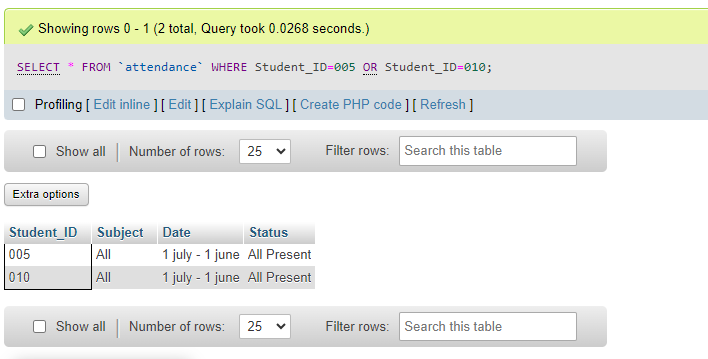 Showing rows 0 - 1 (2 total, Query took 0.0268 seconds.)
SELECT * FROM `attendance` WHERE Student_ID=005 OR Student_ID=010;
Profiling [ Edit inline ] [ Edit ] [ Explain SQL ] [ Create PHP code ] [ Refresh ]
Show all Number of rows: 25 Filter rows: Search this table
Extra options
Student_ID Subject Date Status
005 All 1 july - 1 june All Present
010 All 1 july - 1 june All Present
Show all Number of rows: 25 Filter rows: Search this table